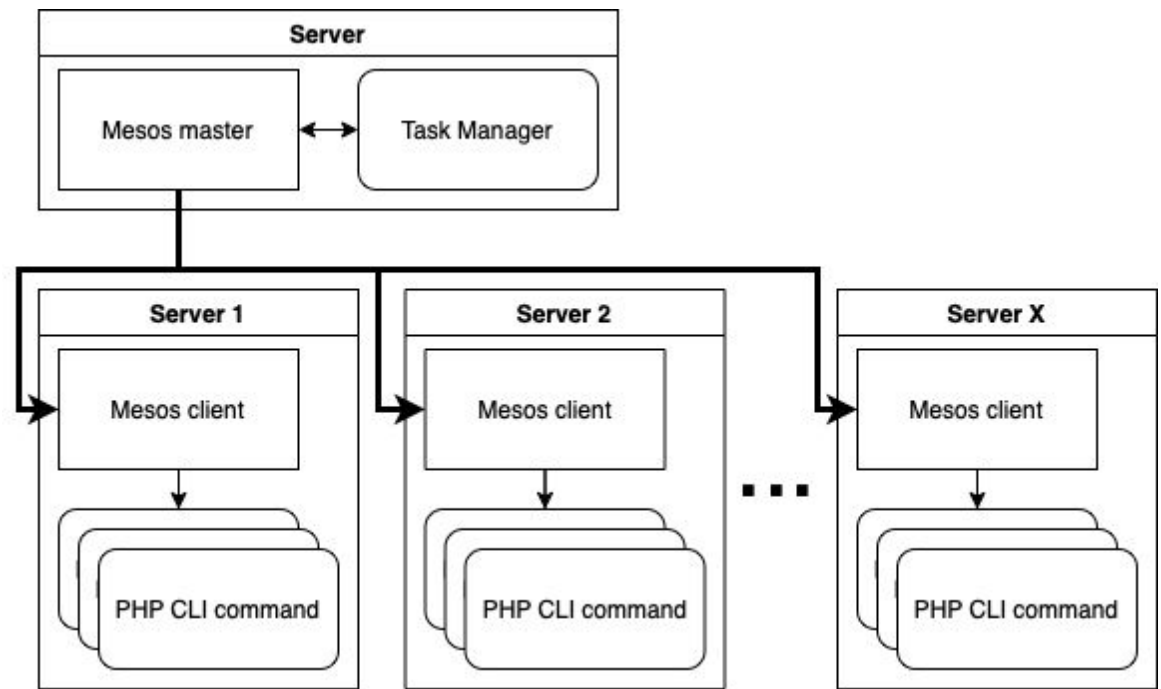 Server
Mesos master
Task Manager
Server 1
Server 2
Server X
Mesos client
Mesos client
Mesos client
PHP CLI command
PHP CLI command
PHP CLI command